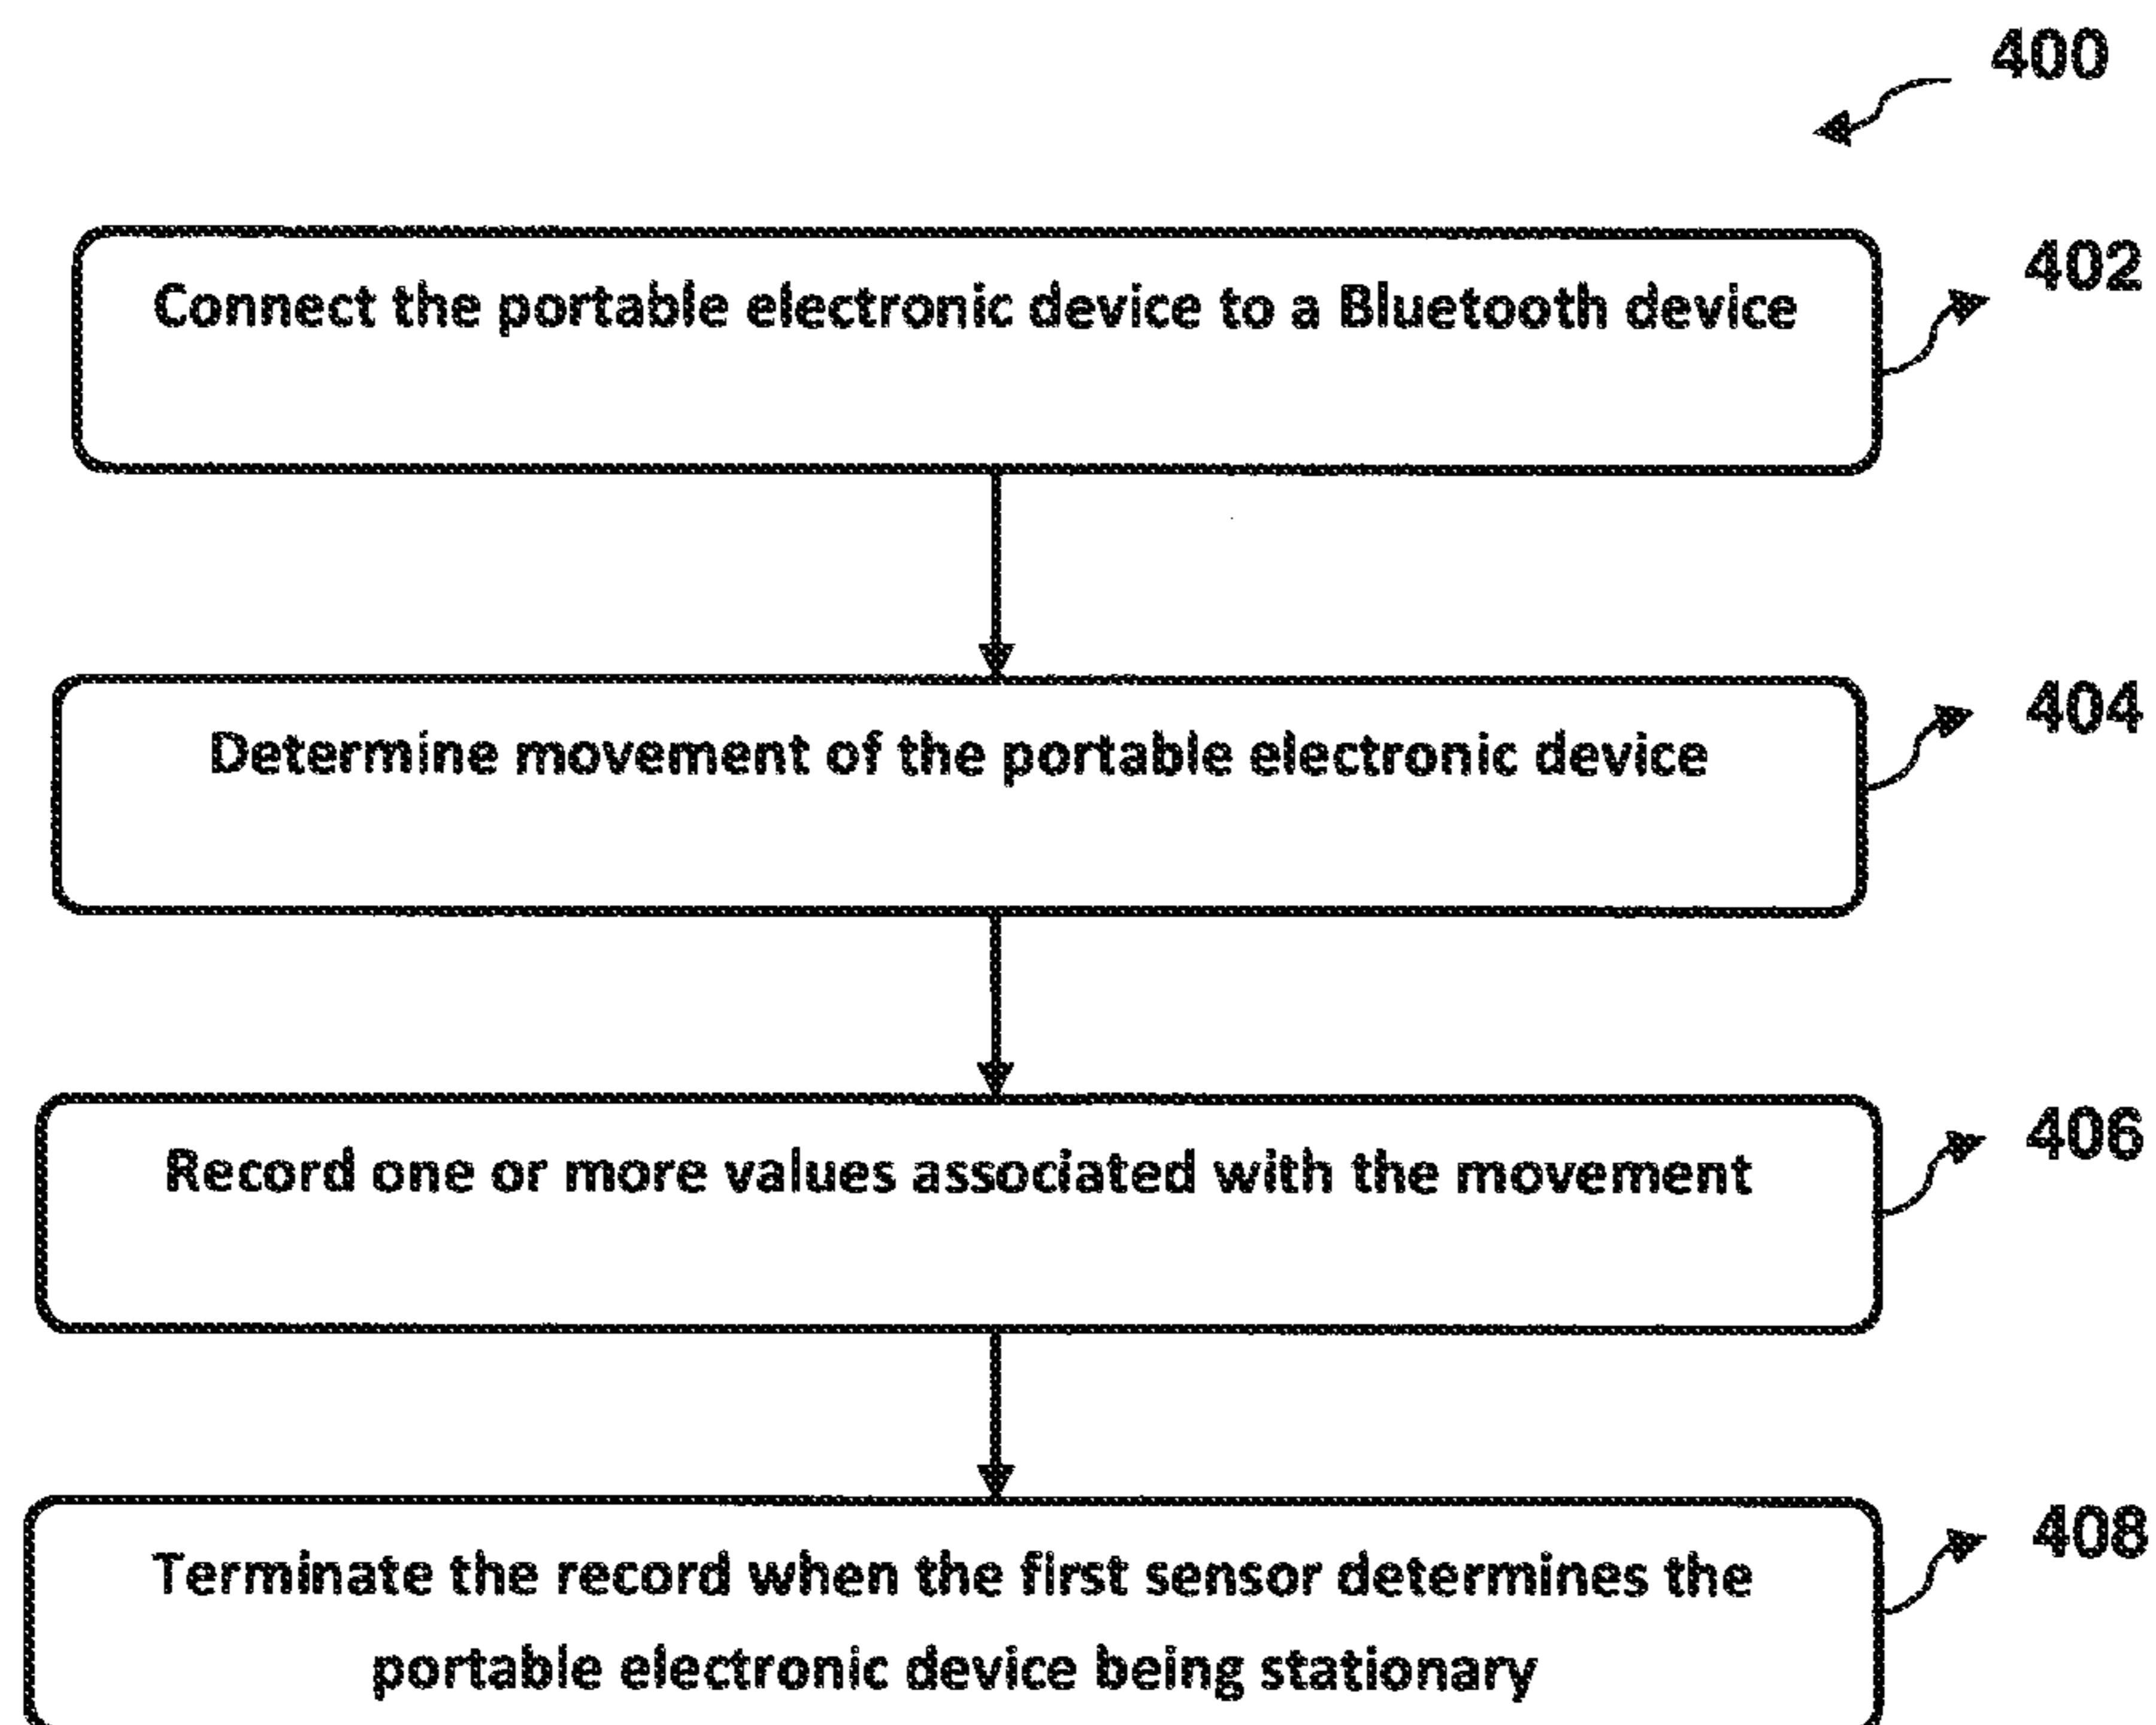 400
Connect the portable electronic device to a Bluetooth device
402
Determine movement of the portable electronic device
404
Record one or more values associated with the movement
406
Terminate the record when the first sensor determines the
portable electronic device being stationary
408